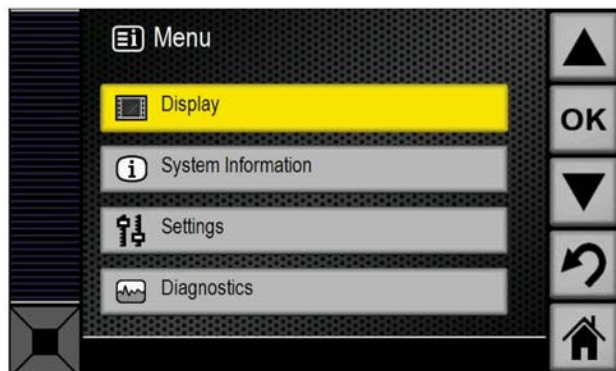 Menu
Display
OK
System Information
Settings
Diagnostics